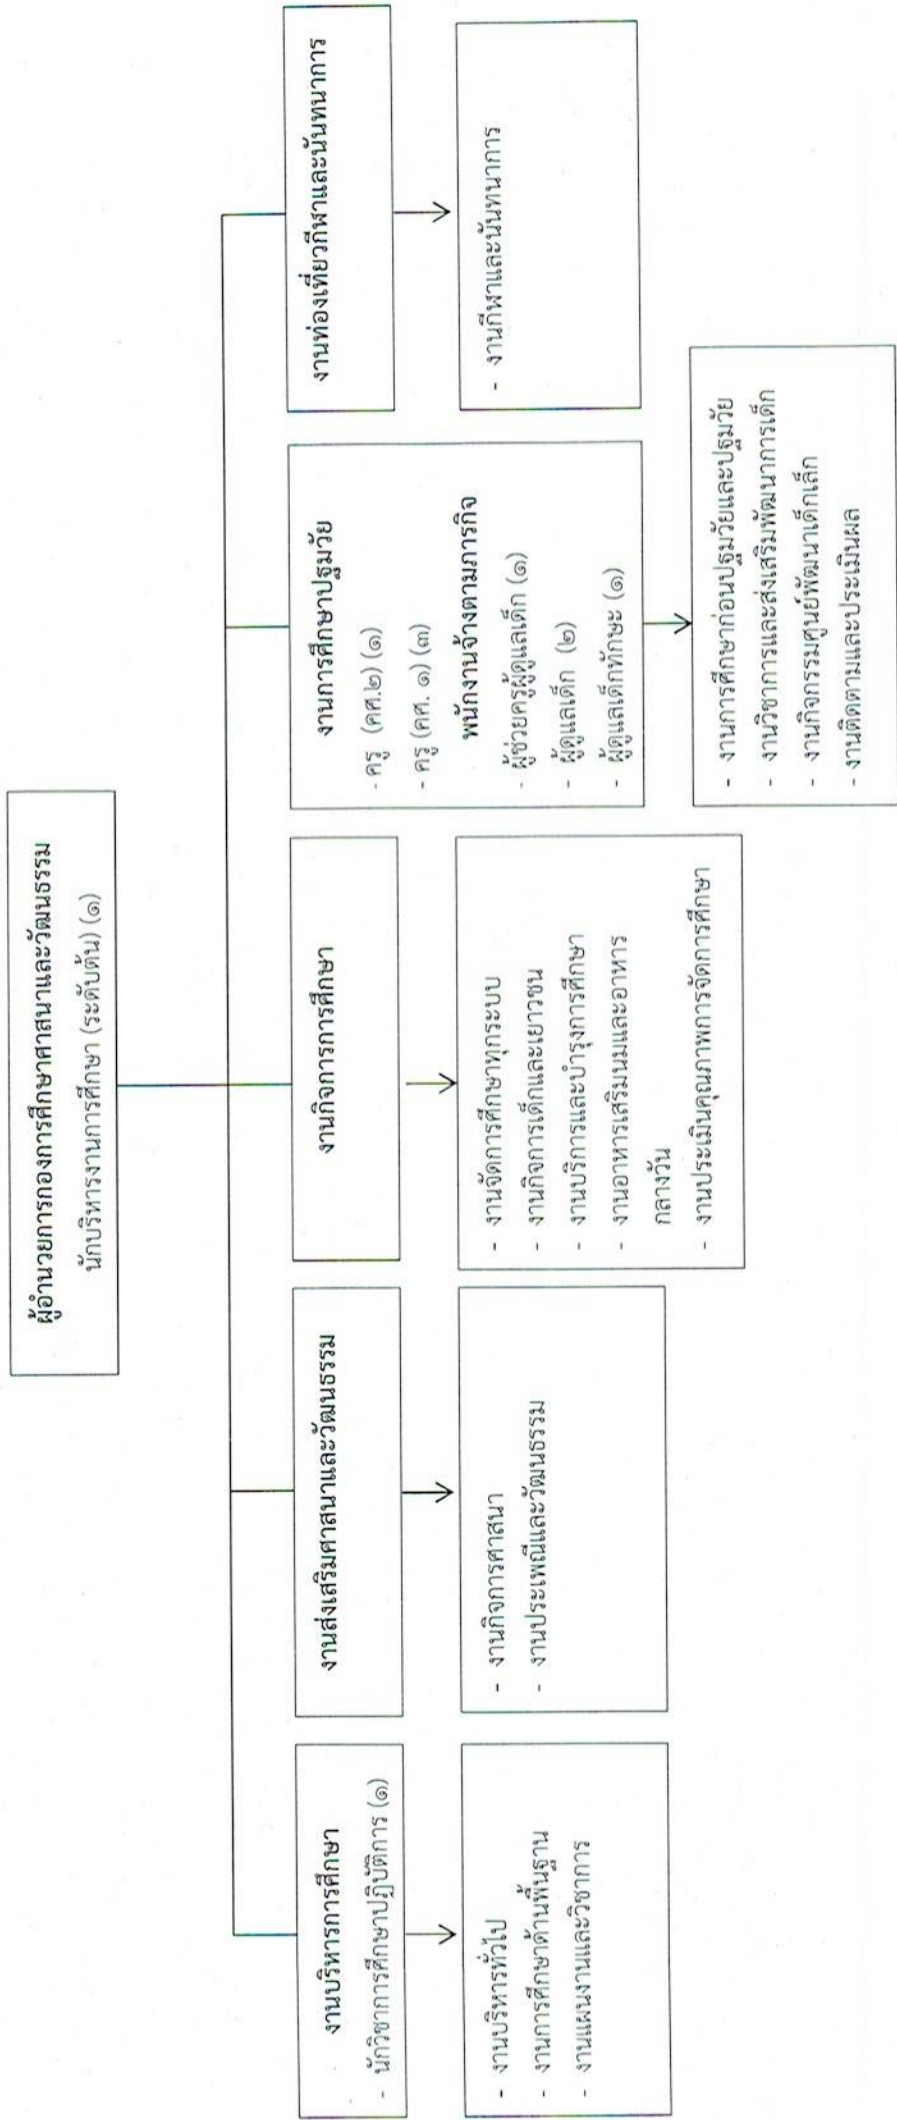 ผู้อำนวยการกองการศึกษาศาสนาและวัฒนธรรม
นักบริหารงานการศึกษา (ระดับต้น) (๑)
งานบริหารการศึกษา
- นักวิชาการศึกษาปฏิบัติการ (๑)
- งานบริหารทั่วไป
- งานการศึกษาด้านพื้นฐาน
- งานแผนงานและวิชาการ
งานส่งเสริมศาสนาและวัฒนธรรม
- งานกิจการศาสนา
- งานประเพณีและวัฒนธรรม
งานกิจการการศึกษา
- งานจัดการศึกษาทุกระบบ
- งานกิจการเด็กและเยาวชน
- งานบริการและบำรุงการศึกษา
- งานอาหารเสริมนมและอาหาร
กลางวัน
- งานประเมินคุณภาพการจัดการศึกษา
งานการศึกษาปฐมวัย
- ครู (คศ.๒) (๑)
- ครู (คศ. ๑) (๓)
พนักงานจ้างตามภารกิจ
- ผู้ช่วยครูผู้ดูแลเด็ก (๑)
- ผู้ดูแลเด็ก (๒)
- ผู้ดูแลเด็กทักษะ (๑)
- งานการศึกษาก่อนปฐมวัยและปฐมวัย
- งานวิชาการและส่งเสริมพัฒนาการเด็ก
- งานกิจกรรมศูนย์พัฒนาเด็กเล็ก
- งานติดตามและประเมินผล
งานท่องเที่ยวกีฬาและนันทนาการ
- งานกีฬาและนันทนาการ